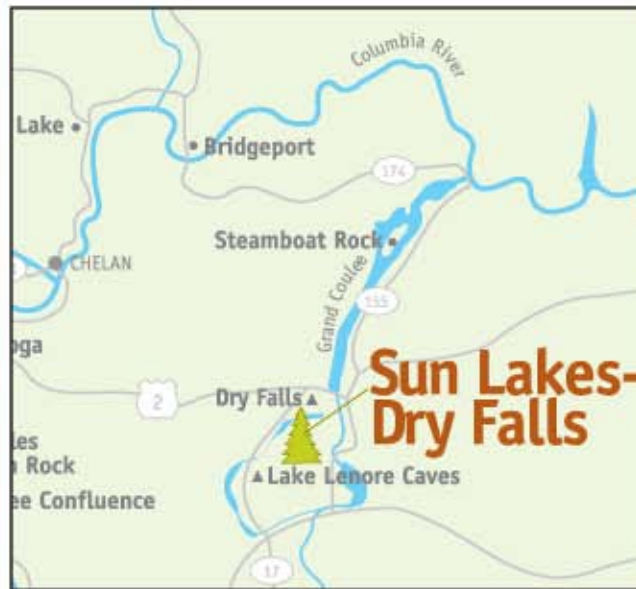 Columbia River
Lake
Bridgeport
174
Steamboat Rock
CHELAN
Grand Coulee
155
oga
2
Dry Falls
Sun Lakes-
Dry Falls
les
n Rock
Lake Lenore Caves
ee Confluence
17